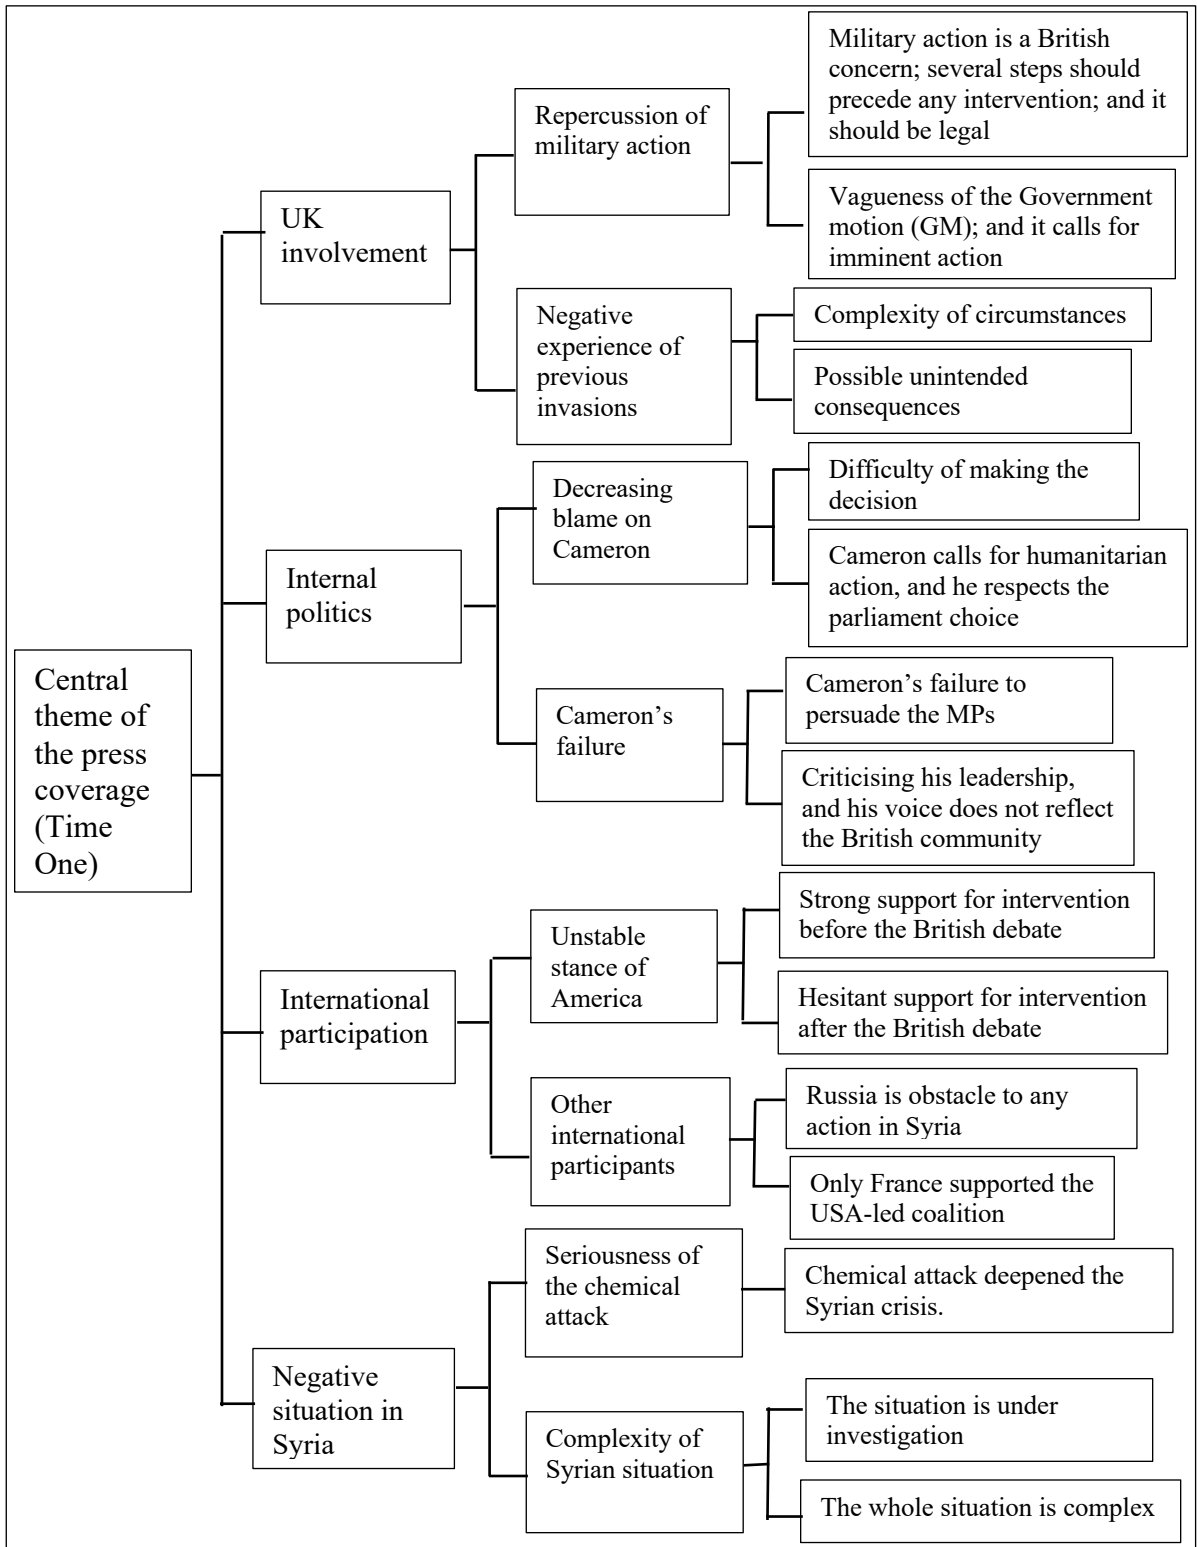 Central
theme of
the press
coverage
(Time
One)
UK
involvement
Repercussion of
military action
Military action is a British
concern; several steps should
precede any intervention; and it
should be legal
Vagueness of the Government
motion (GM); and it calls for
imminent action
Negative
experience of
previous
invasions
Complexity of circumstances
Possible unintended
consequences
Internal
politics
Decreasing
blame on
Cameron
Difficulty of making the
decision
Cameron calls for humanitarian
action, and he respects the
parliament choice
Cameron’s
failure
Cameron’s failure to
persuade the MPs
Criticising his leadership,
and his voice does not reflect
the British community
International
participation
Unstable
stance of
America
Strong support for intervention
before the British debate
Hesitant support for intervention
after the British debate
Other
international
participants
Russia is obstacle to any
action in Syria
Only France supported the
USA-led coalition
Negative
situation in
Syria
Seriousness of
the chemical
attack
Chemical attack deepened the
Syrian crisis.
Complexity of
Syrian situation
The situation is under
investigation
The whole situation is complex